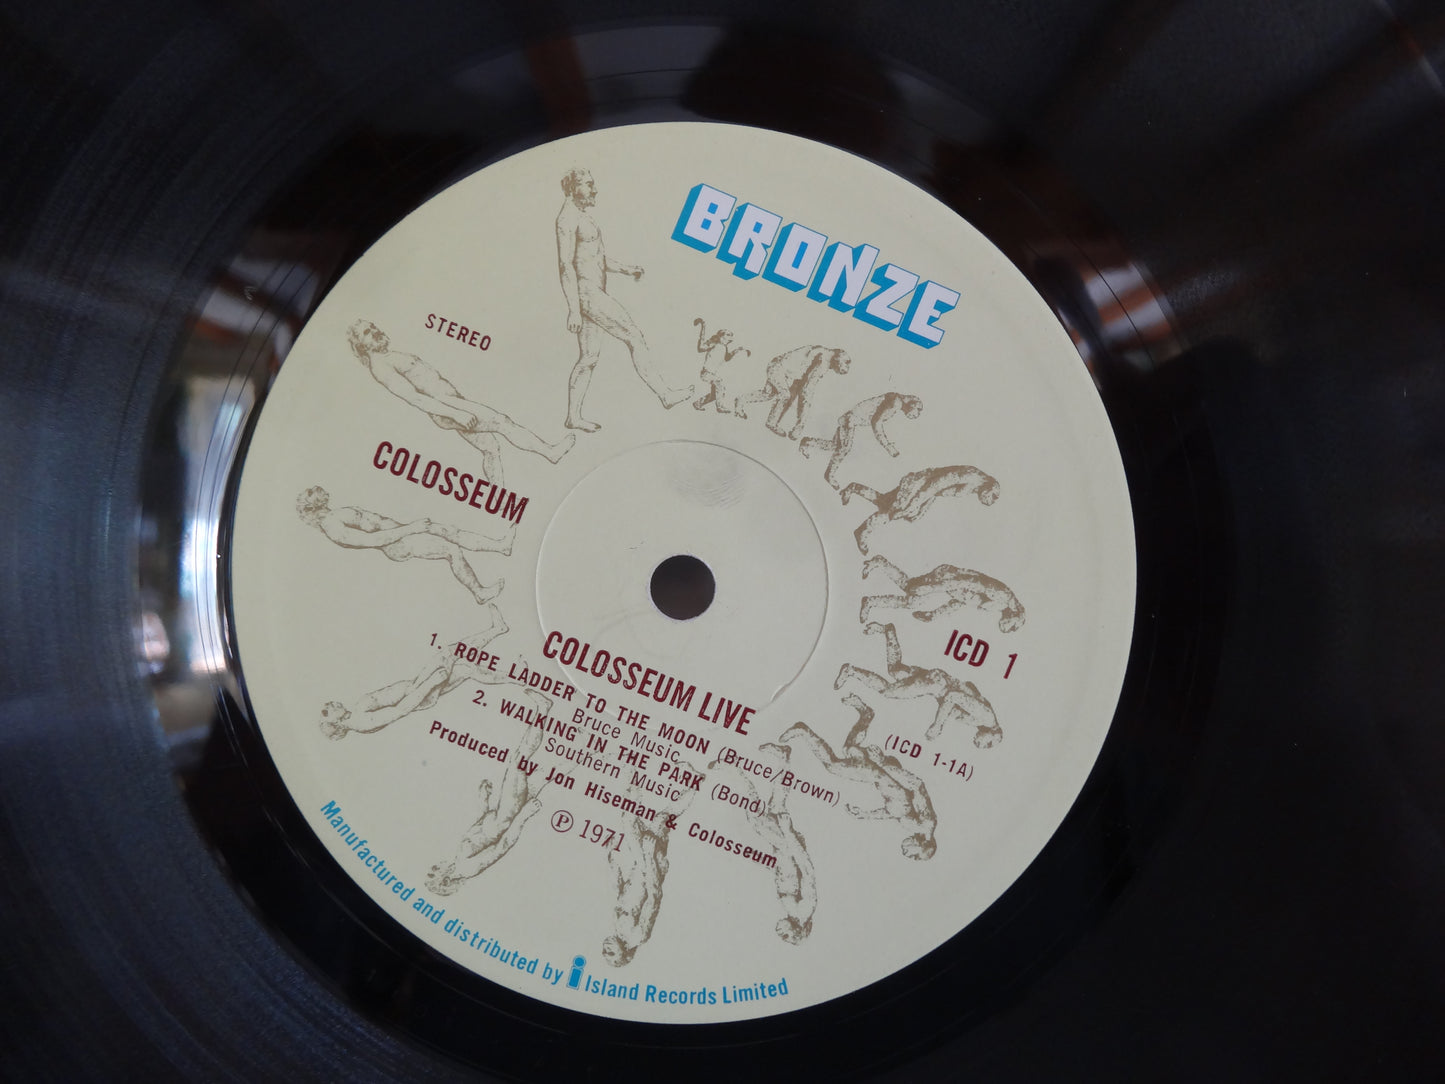 BRONZE
STEREO
COLOSSEUM
ICD 1
(ICD 1-1A)
COLOSSEUM LIVE
1. ROPE LADDER TO THE MOON (Bruce/Brown)
Bruce Music
2. WALKING IN THE PARK (Bond)
Southern Music
Produced by Jon Hiseman & Colosseum
Ⓟ 1971
Manufactured and distributed by i Island Records Limited